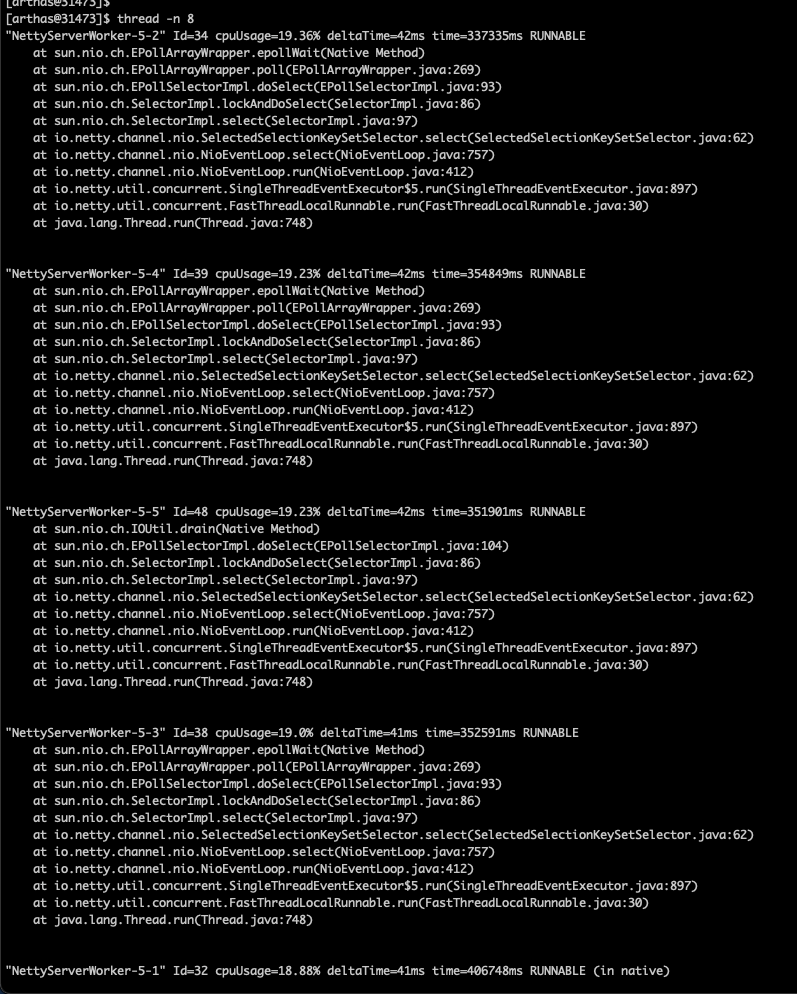 [arthas@31473]$
[arthas@31473]$ thread -n 8
"NettyServerWorker-5-2" Id=34 cpuUsage=19.36% deltaTime=42ms time=337335ms RUNNABLE
    at sun.nio.ch.EPollArrayWrapper.epollWait(Native Method)
    at sun.nio.ch.EPollArrayWrapper.poll(EPollArrayWrapper.java:269)
    at sun.nio.ch.EPollSelectorImpl.doSelect(EPollSelectorImpl.java:93)
    at sun.nio.ch.SelectorImpl.lockAndDoSelect(SelectorImpl.java:86)
    at sun.nio.ch.SelectorImpl.select(SelectorImpl.java:97)
    at io.netty.channel.nio.SelectedSelectionKeySetSelector.select(SelectedSelectionKeySetSelector.java:62)
    at io.netty.channel.nio.NioEventLoop.select(NioEventLoop.java:757)
    at io.netty.channel.nio.NioEventLoop.run(NioEventLoop.java:412)
    at io.netty.util.concurrent.SingleThreadEventExecutor$5.run(SingleThreadEventExecutor.java:897)
    at io.netty.util.concurrent.FastThreadLocalRunnable.run(FastThreadLocalRunnable.java:30)
    at java.lang.Thread.run(Thread.java:748)

"NettyServerWorker-5-4" Id=39 cpuUsage=19.23% deltaTime=42ms time=354849ms RUNNABLE
    at sun.nio.ch.EPollArrayWrapper.epollWait(Native Method)
    at sun.nio.ch.EPollArrayWrapper.poll(EPollArrayWrapper.java:269)
    at sun.nio.ch.EPollSelectorImpl.doSelect(EPollSelectorImpl.java:93)
    at sun.nio.ch.SelectorImpl.lockAndDoSelect(SelectorImpl.java:86)
    at sun.nio.ch.SelectorImpl.select(SelectorImpl.java:97)
    at io.netty.channel.nio.SelectedSelectionKeySetSelector.select(SelectedSelectionKeySetSelector.java:62)
    at io.netty.channel.nio.NioEventLoop.select(NioEventLoop.java:757)
    at io.netty.channel.nio.NioEventLoop.run(NioEventLoop.java:412)
    at io.netty.util.concurrent.SingleThreadEventExecutor$5.run(SingleThreadEventExecutor.java:897)
    at io.netty.util.concurrent.FastThreadLocalRunnable.run(FastThreadLocalRunnable.java:30)
    at java.lang.Thread.run(Thread.java:748)

"NettyServerWorker-5-5" Id=48 cpuUsage=19.23% deltaTime=42ms time=351901ms RUNNABLE
    at sun.nio.ch.IOUtil.drain(Native Method)
    at sun.nio.ch.EPollSelectorImpl.doSelect(EPollSelectorImpl.java:104)
    at sun.nio.ch.SelectorImpl.lockAndDoSelect(SelectorImpl.java:86)
    at sun.nio.ch.SelectorImpl.select(SelectorImpl.java:97)
    at io.netty.channel.nio.SelectedSelectionKeySetSelector.select(SelectedSelectionKeySetSelector.java:62)
    at io.netty.channel.nio.NioEventLoop.select(NioEventLoop.java:757)
    at io.netty.channel.nio.NioEventLoop.run(NioEventLoop.java:412)
    at io.netty.util.concurrent.SingleThreadEventExecutor$5.run(SingleThreadEventExecutor.java:897)
    at io.netty.util.concurrent.FastThreadLocalRunnable.run(FastThreadLocalRunnable.java:30)
    at java.lang.Thread.run(Thread.java:748)

"NettyServerWorker-5-3" Id=38 cpuUsage=19.0% deltaTime=41ms time=352591ms RUNNABLE
    at sun.nio.ch.EPollArrayWrapper.epollWait(Native Method)
    at sun.nio.ch.EPollArrayWrapper.poll(EPollArrayWrapper.java:269)
    at sun.nio.ch.EPollSelectorImpl.doSelect(EPollSelectorImpl.java:93)
    at sun.nio.ch.SelectorImpl.lockAndDoSelect(SelectorImpl.java:86)
    at sun.nio.ch.SelectorImpl.select(SelectorImpl.java:97)
    at io.netty.channel.nio.SelectedSelectionKeySetSelector.select(SelectedSelectionKeySetSelector.java:62)
    at io.netty.channel.nio.NioEventLoop.select(NioEventLoop.java:757)
    at io.netty.channel.nio.NioEventLoop.run(NioEventLoop.java:412)
    at io.netty.util.concurrent.SingleThreadEventExecutor$5.run(SingleThreadEventExecutor.java:897)
    at io.netty.util.concurrent.FastThreadLocalRunnable.run(FastThreadLocalRunnable.java:30)
    at java.lang.Thread.run(Thread.java:748)

"NettyServerWorker-5-1" Id=32 cpuUsage=18.88% deltaTime=41ms time=406748ms RUNNABLE (in native)